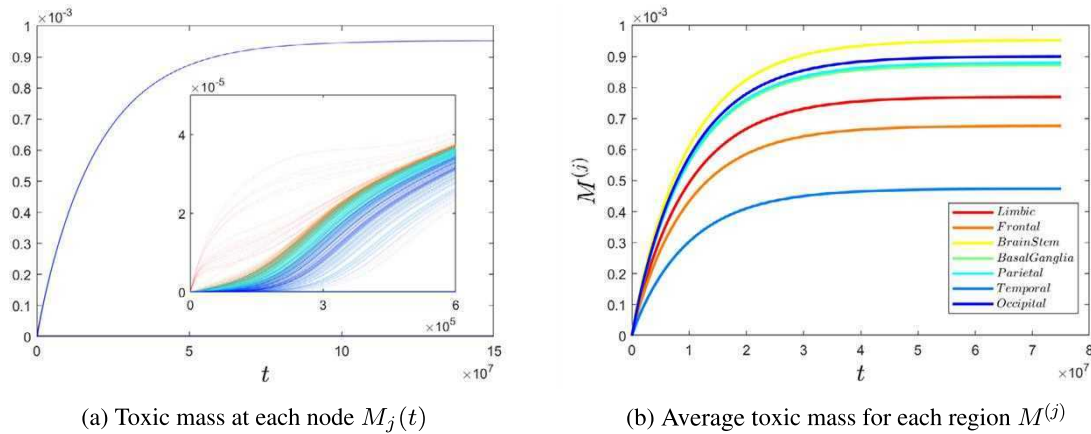 ×10⁻³
1
0.9
0.8
0.7
0.6
0.5
0.4
0.3
0.2
0.1
0
0 5 10 15
×10⁷
t
×10⁻⁵
4
2
0
0 3 6
×10⁵
(a) Toxic mass at each node M_j(t)
×10⁻³
1
0.9
0.8
0.7
0.6
0.5
0.4
0.3
0.2
0.1
0
M^(j)
0 1 2 3 4 5 6 7 8
×10⁷
t
Limbic
Frontal
BrainStem
BasalGanglia
Parietal
Temporal
Occipital
(b) Average toxic mass for each region M^(j)